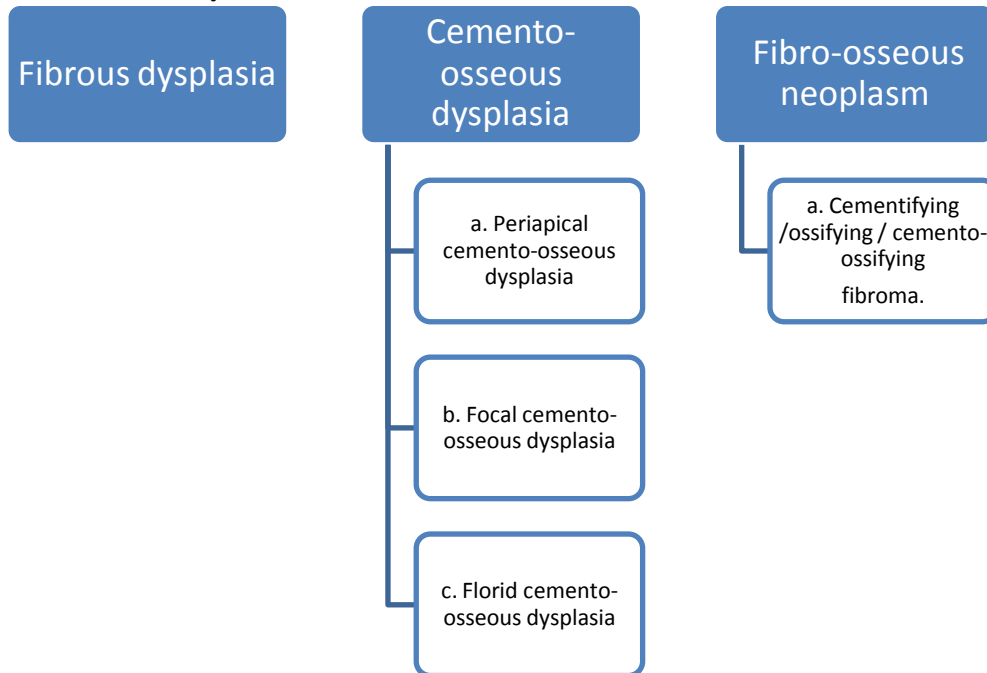 Fibrous dysplasia
Cemento-
osseous
dysplasia
a. Periapical
cemento-osseous
dysplasia
b. Focal cemento-
osseous dysplasia
c. Florid cemento-
osseous dysplasia
Fibro-osseous
neoplasm
a. Cementifying
/ossifying / cemento-
ossifying
fibroma.